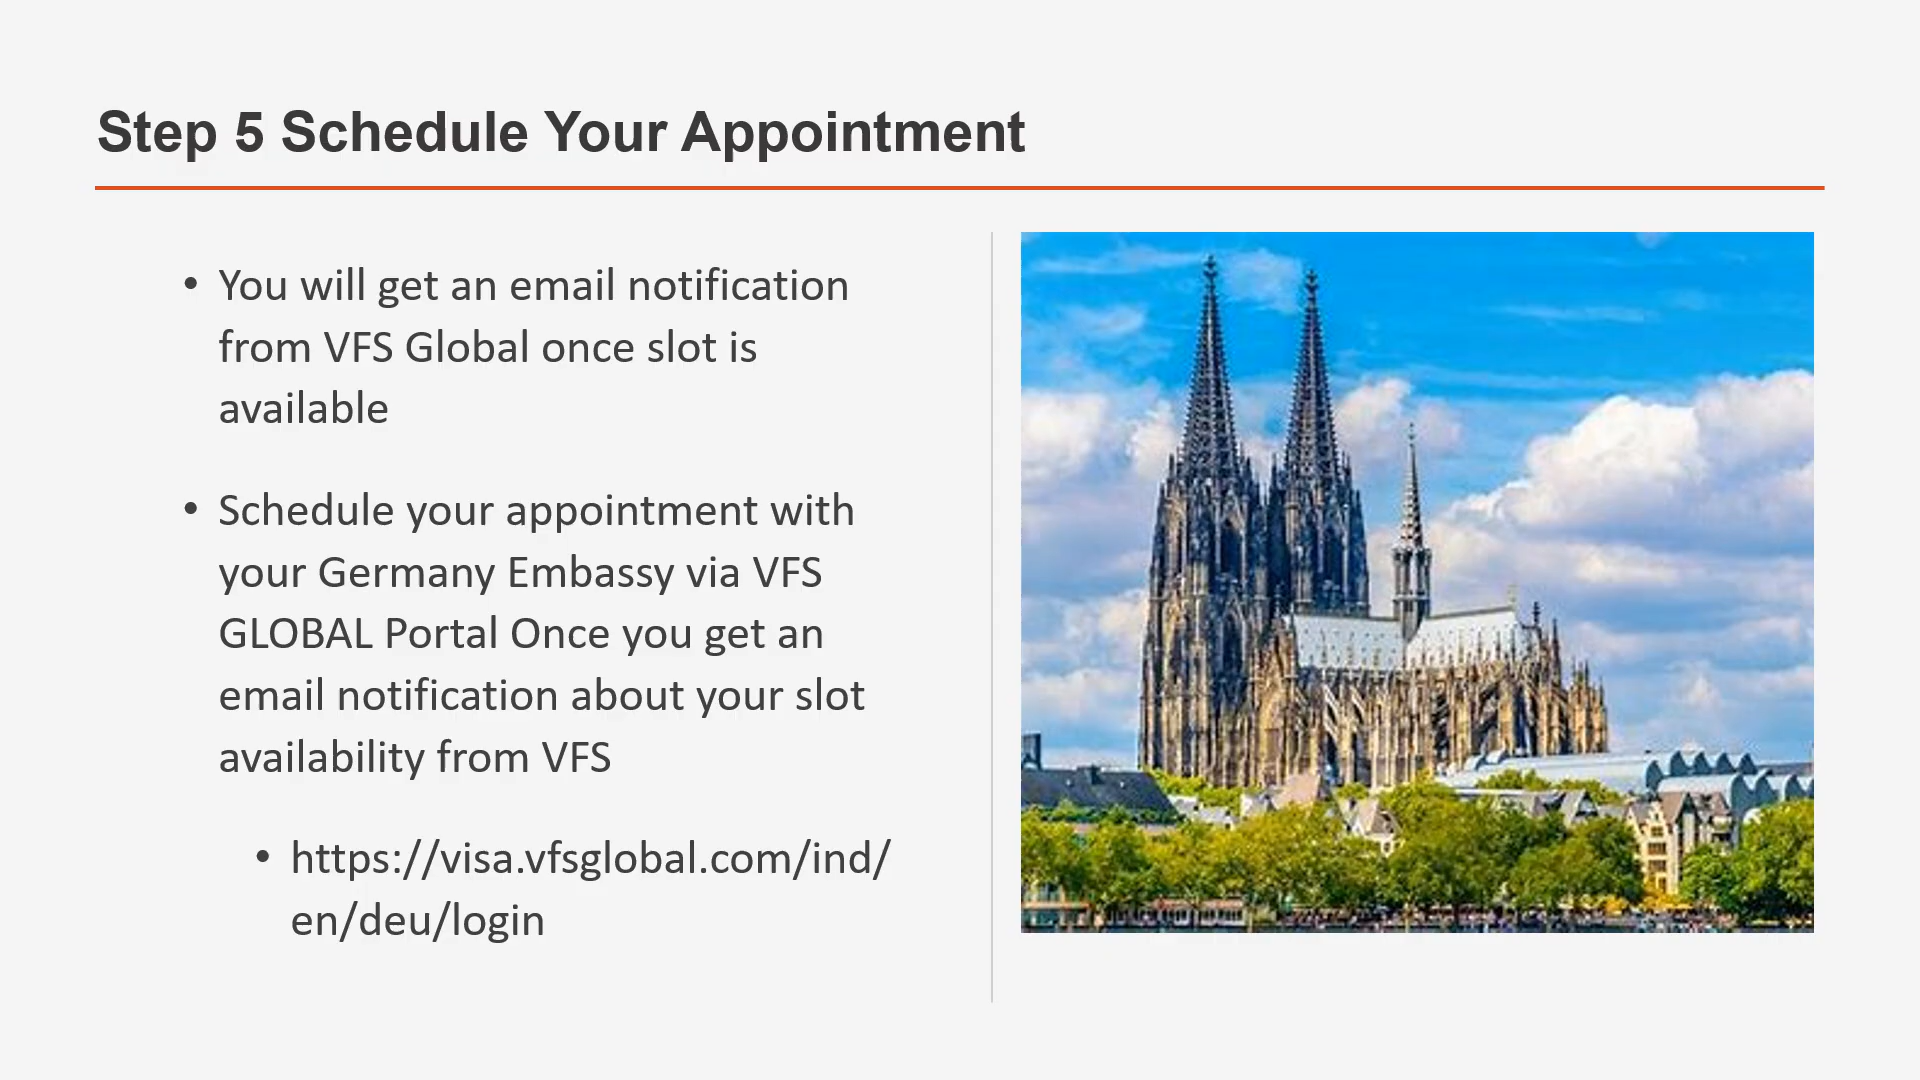 Step 5 Schedule Your Appointment
• You will get an email notification
from VFS Global once slot is
available
• Schedule your appointment with
your Germany Embassy via VFS
GLOBAL Portal Once you get an
email notification about your slot
availability from VFS
• https://visa.vfsglobal.com/ind/
en/deu/login